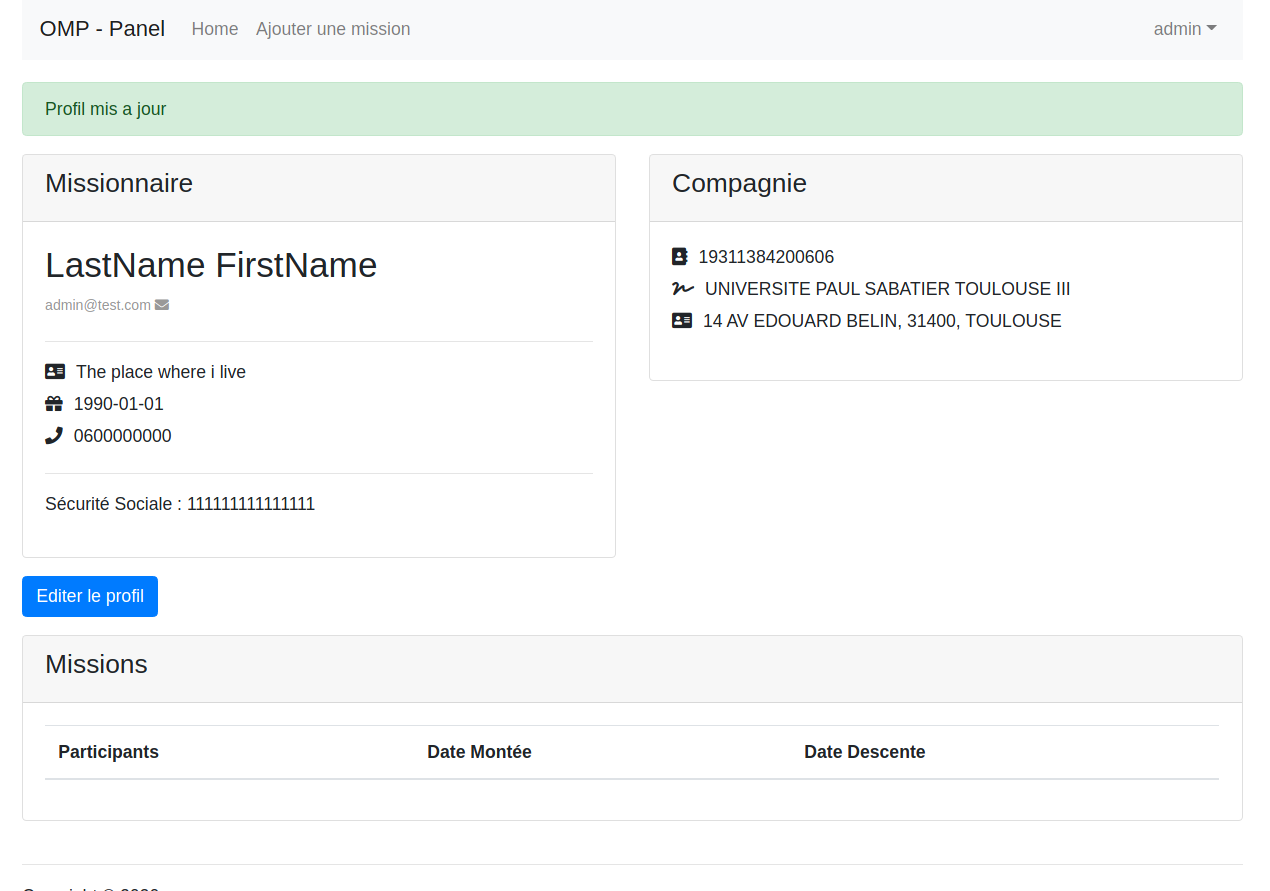 OMP - Panel Home Ajouter une mission admin
Profil mis a jour
Missionnaire
LastName FirstName
admin@test.com
The place where i live
1990-01-01
0600000000
Sécurité Sociale : 111111111111111
Compagnie
19311384200606
UNIVERSITE PAUL SABATIER TOULOUSE III
14 AV EDOUARD BELIN, 31400, TOULOUSE
Editer le profil
Missions
Participants Date Montée Date Descente